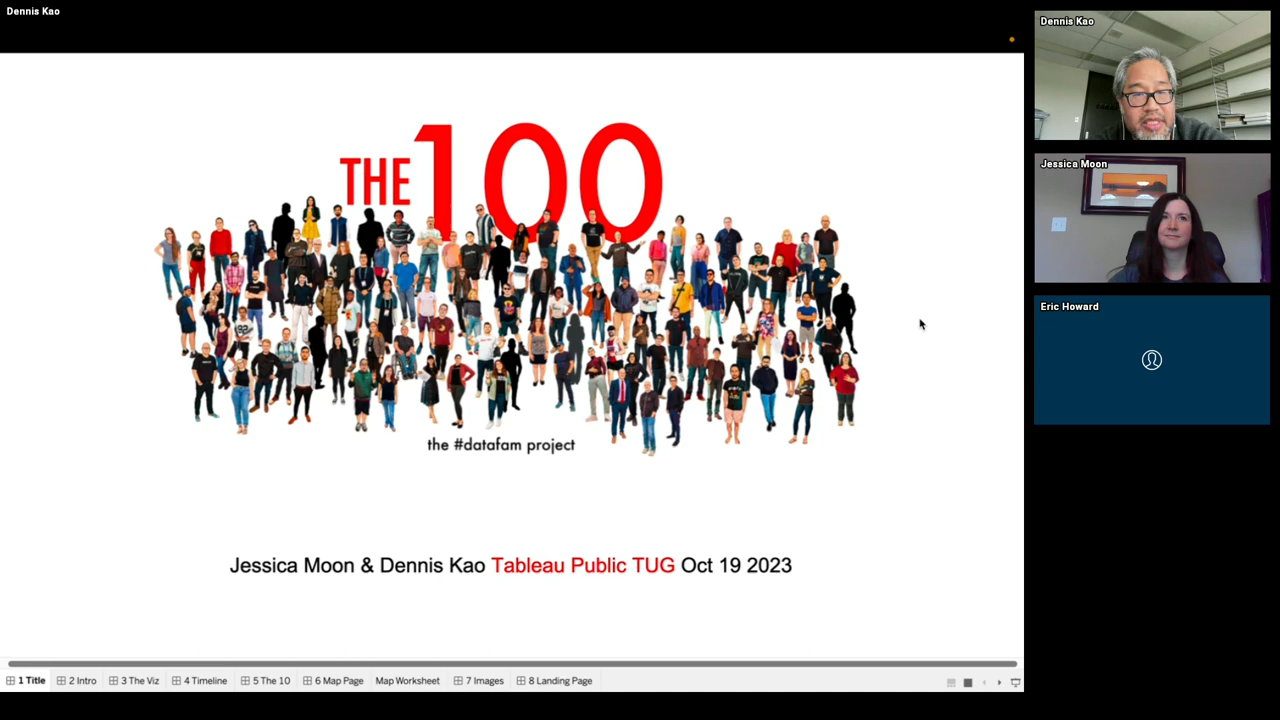 Dennis Kao
THE 100
the #datafam project
Jessica Moon & Dennis Kao Tableau Public TUG Oct 19 2023
1 Title
2 Intro
3 The Viz
4 Timeline
5 The 10
6 Map Page
Map Worksheet
7 Images
8 Landing Page
Dennis Kao
Jessica Moon
Eric Howard